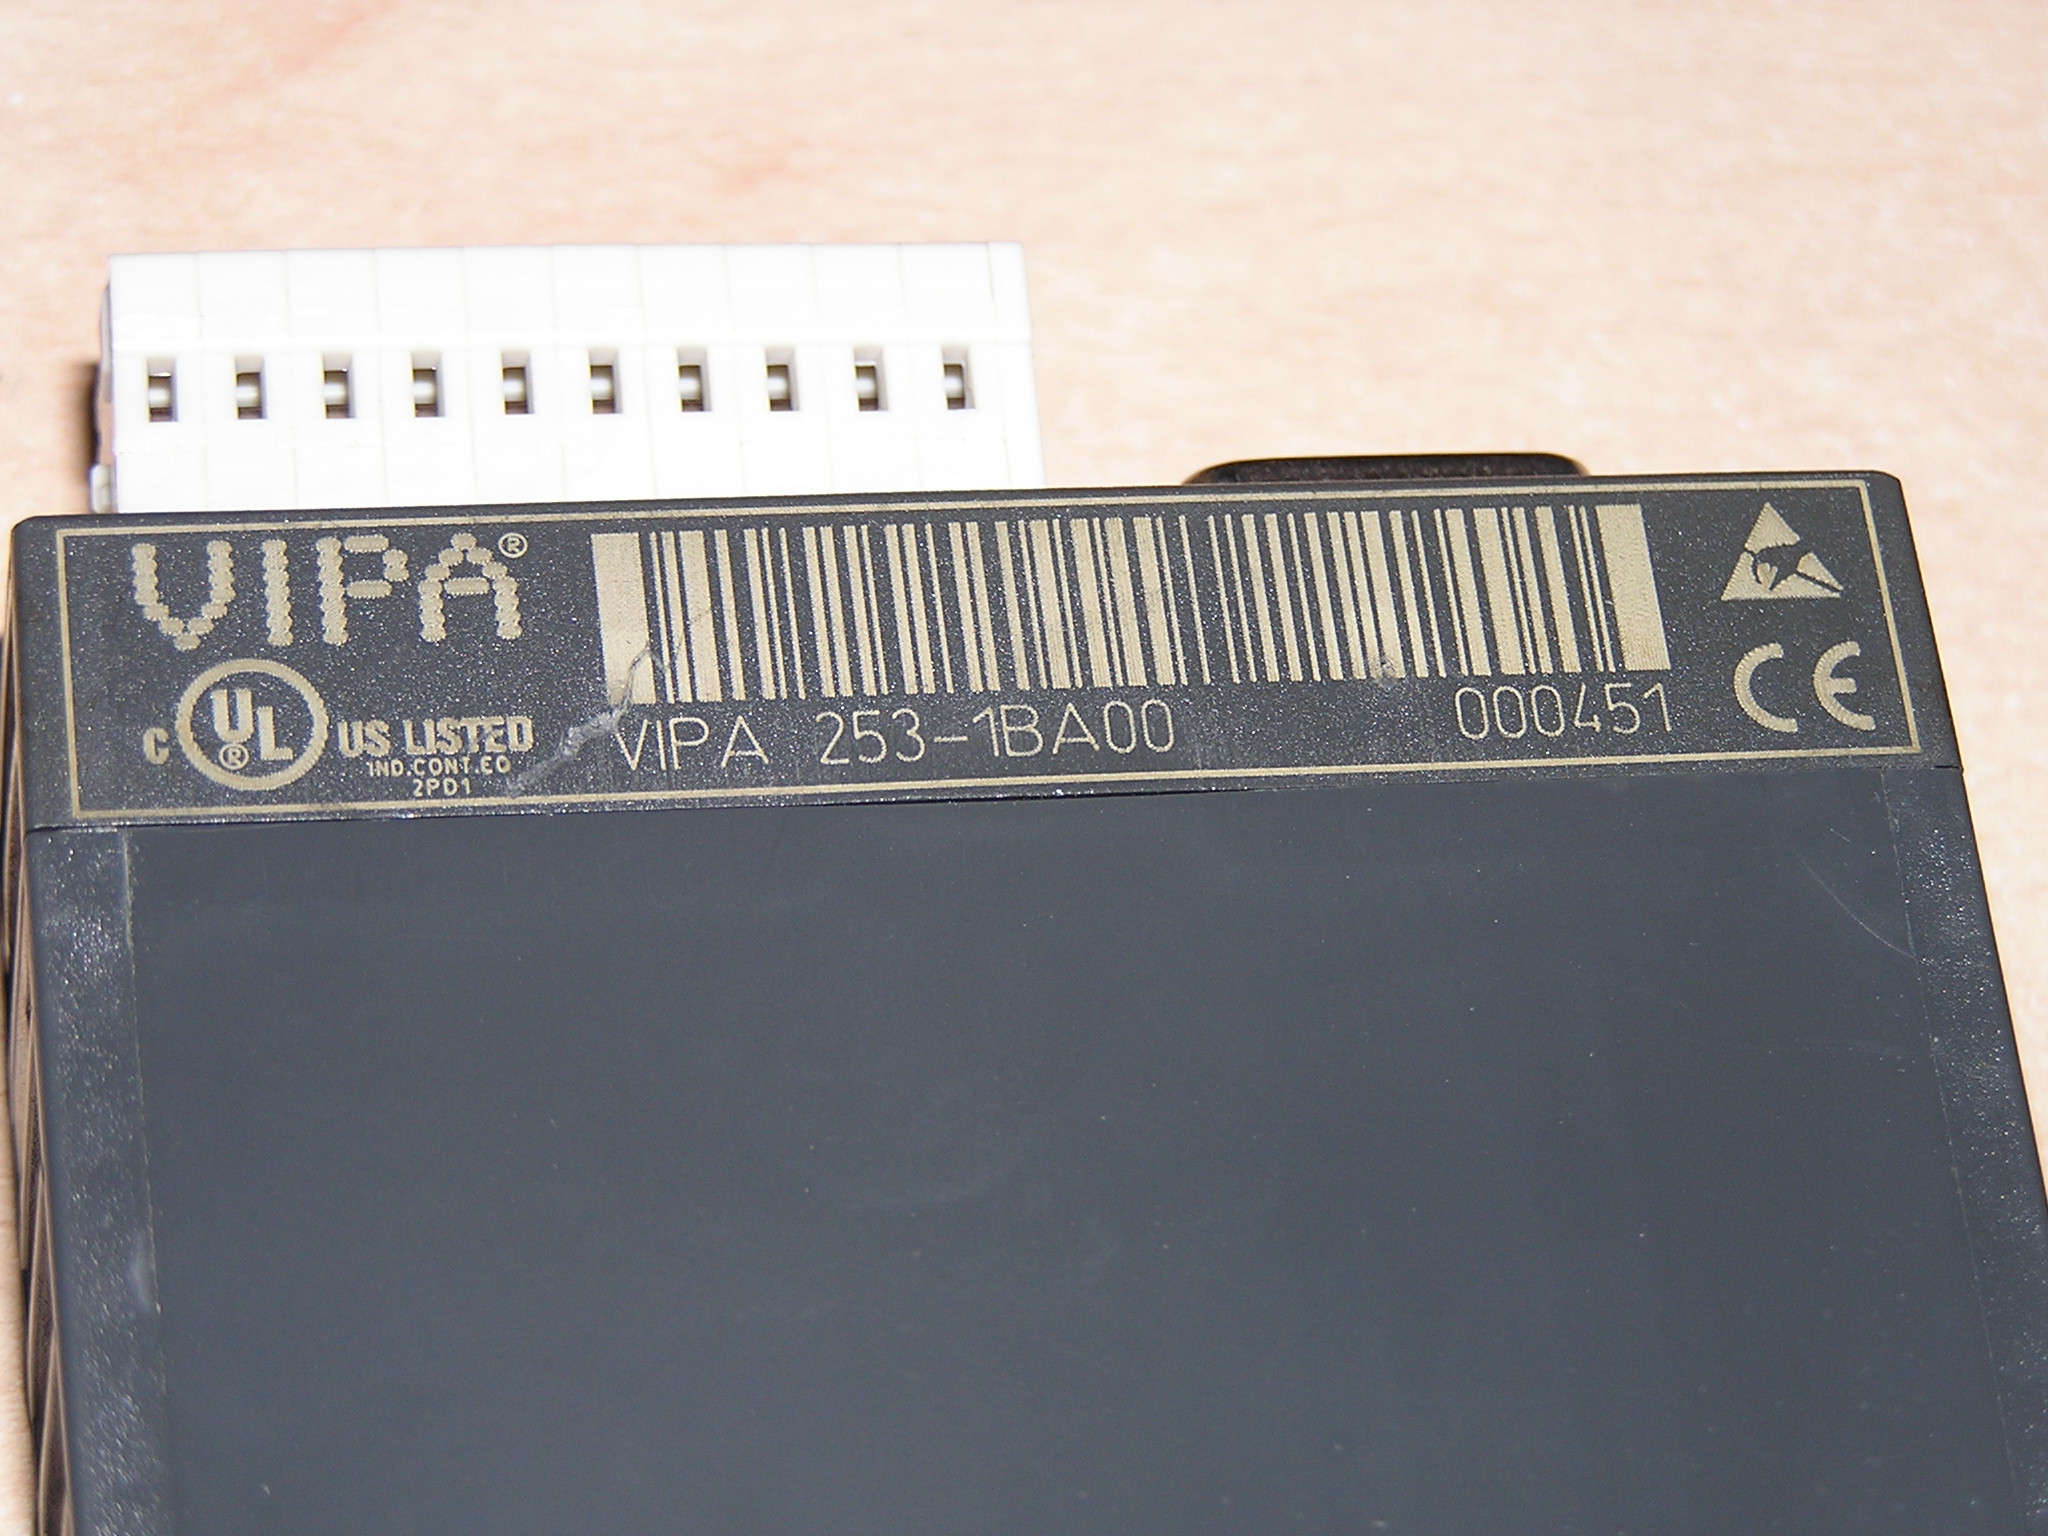 VIPA®
C UL® US LISTED
IND.CONT.EQ
2PD1
VIPA 253-1BA00 000451
CE